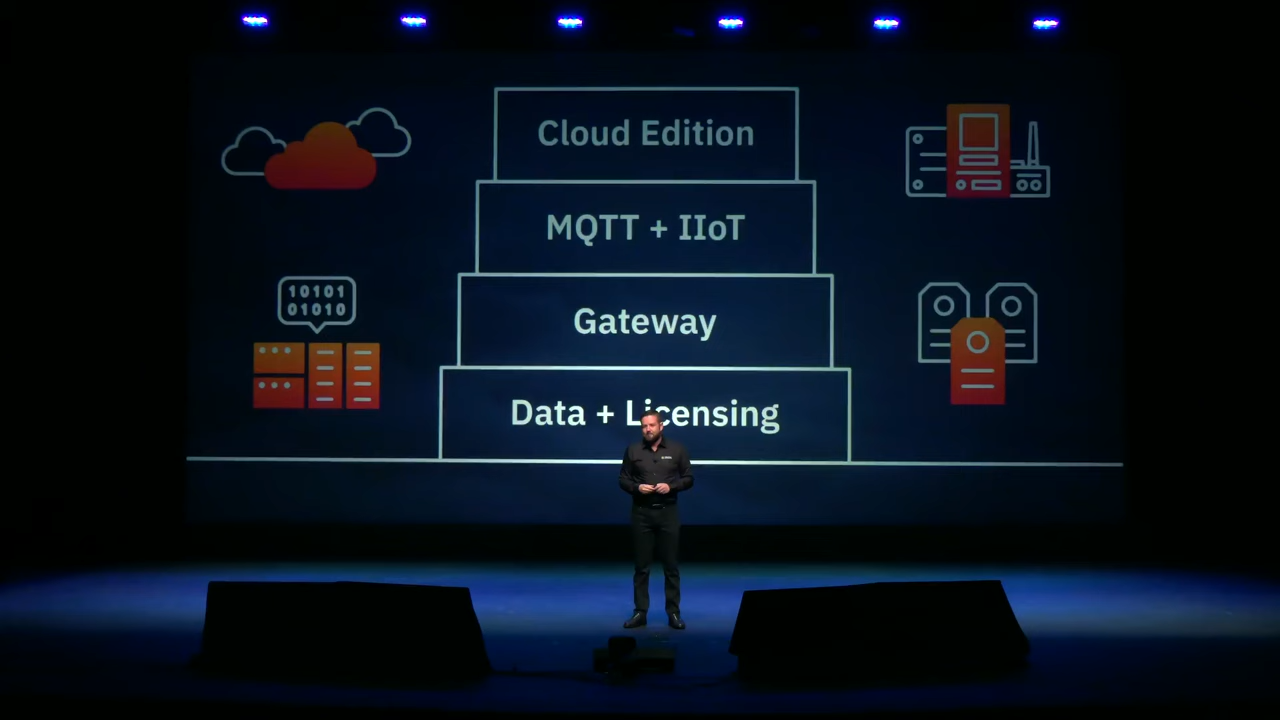 Cloud Edition
MQTT + IIoT
10101
01010
Gateway
Data + Licensing